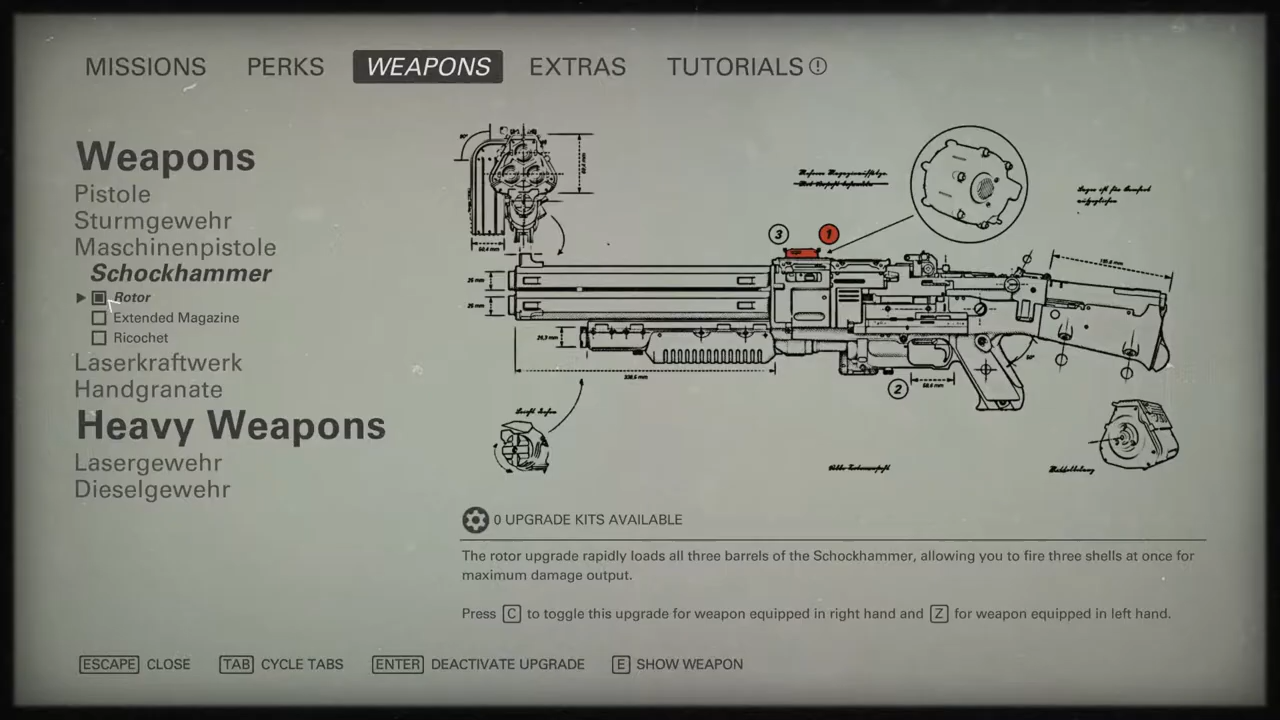 MISSIONS PERKS WEAPONS EXTRAS TUTORIALS
Weapons
Pistole
Sturmgewehr
Maschinenpistole
Schockhammer
Rotor
Extended Magazine
Ricochet
Laserkraftwerk
Handgranate
Heavy Weapons
Lasergewehr
Dieselgewehr
3 1
2
0 UPGRADE KITS AVAILABLE
The rotor upgrade rapidly loads all three barrels of the Schockhammer, allowing you to fire three shells at once for
maximum damage output.
Press C to toggle this upgrade for weapon equipped in right hand and Z for weapon equipped in left hand.
ESCAPE CLOSE TAB CYCLE TABS ENTER DEACTIVATE UPGRADE E SHOW WEAPON